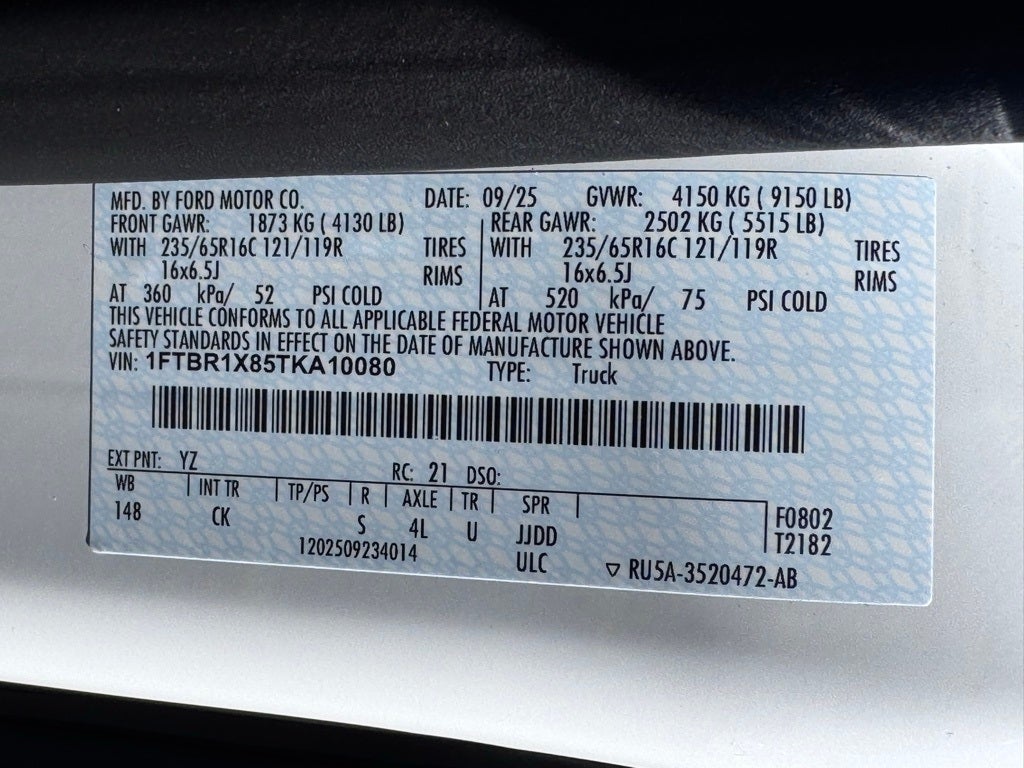 MFD. BY FORD MOTOR CO. DATE: 09/25 GVWR: 4150 KG ( 9150 LB)
FRONT GAWR: 1873 KG ( 4130 LB) REAR GAWR: 2502 KG ( 5515 LB)
WITH 235/65R16C 121/119R TIRES WITH 235/65R16C 121/119R TIRES
16x6.5J RIMS 16x6.5J RIMS
AT 360 kPa/ 52 PSI COLD AT 520 kPa/ 75 PSI COLD
THIS VEHICLE CONFORMS TO ALL APPLICABLE FEDERAL MOTOR VEHICLE
SAFETY STANDARDS IN EFFECT ON THE DATE OF MANUFACTURE SHOWN ABOVE.
VIN: 1FTBR1X85TKA10080 TYPE: Truck
EXT PNT: YZ RC: 21 DSO:
WB INT TR TP/PS R AXLE TR SPR
148 CK S 4L U JJDD F0802
1202509234014 ULC T2182
▽ RU5A-3520472-AB